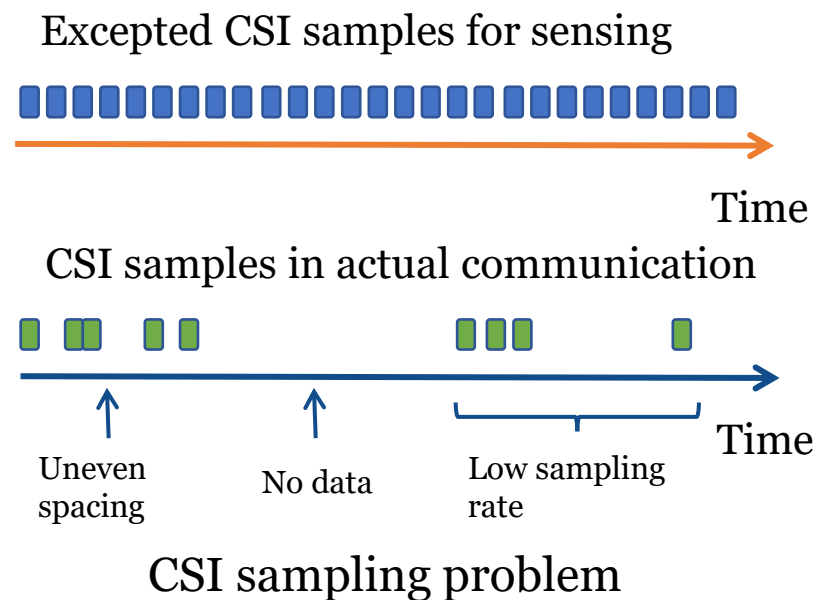 Excepted CSI samples for sensing
Time
CSI samples in actual communication
Time
Uneven
spacing
No data
Low sampling
rate
CSI sampling problem